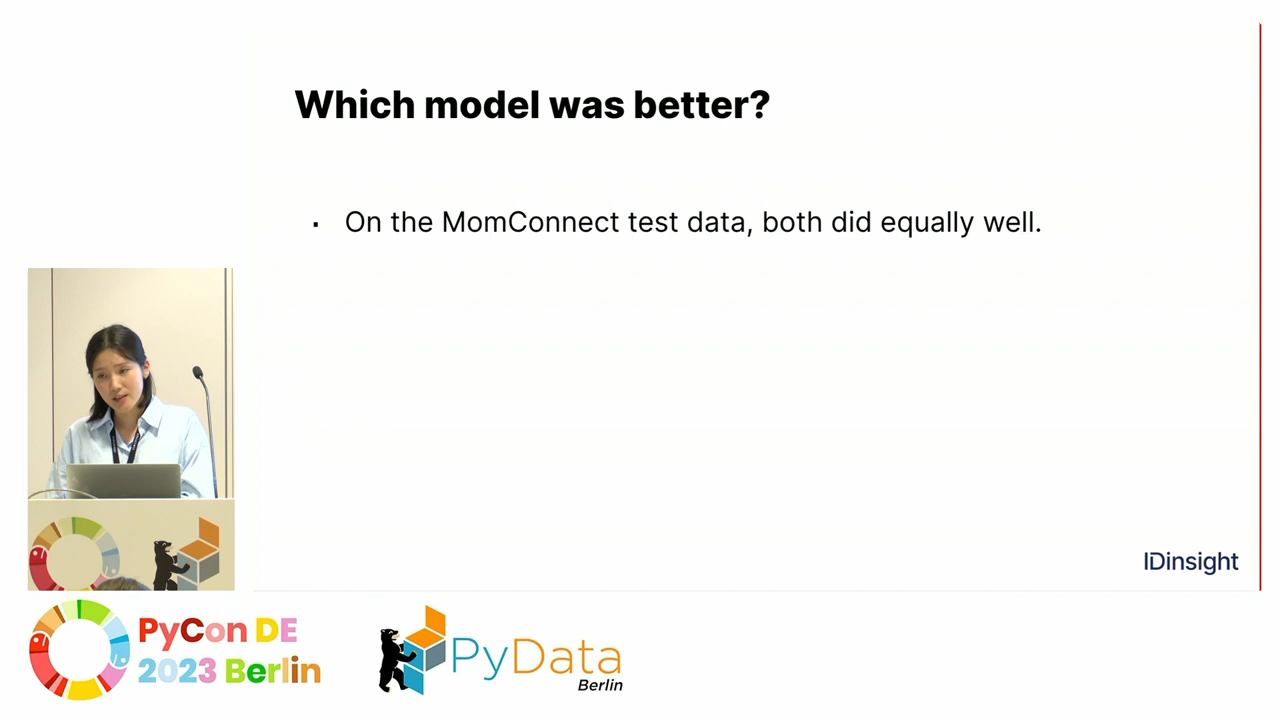 Which model was better?
▪ On the MomConnect test data, both did equally well.
IDinsight
PyCon DE
2023 Berlin
PyData
Berlin